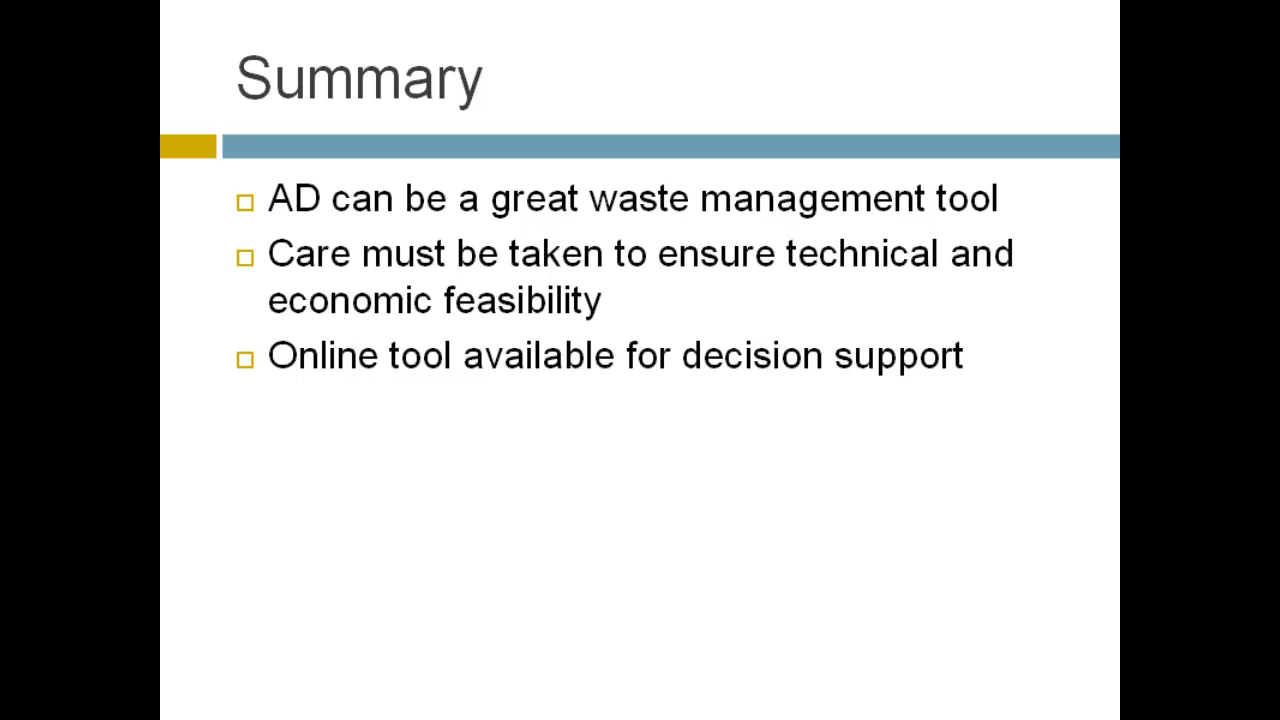 Summary
AD can be a great waste management tool
Care must be taken to ensure technical and
economic feasibility
Online tool available for decision support